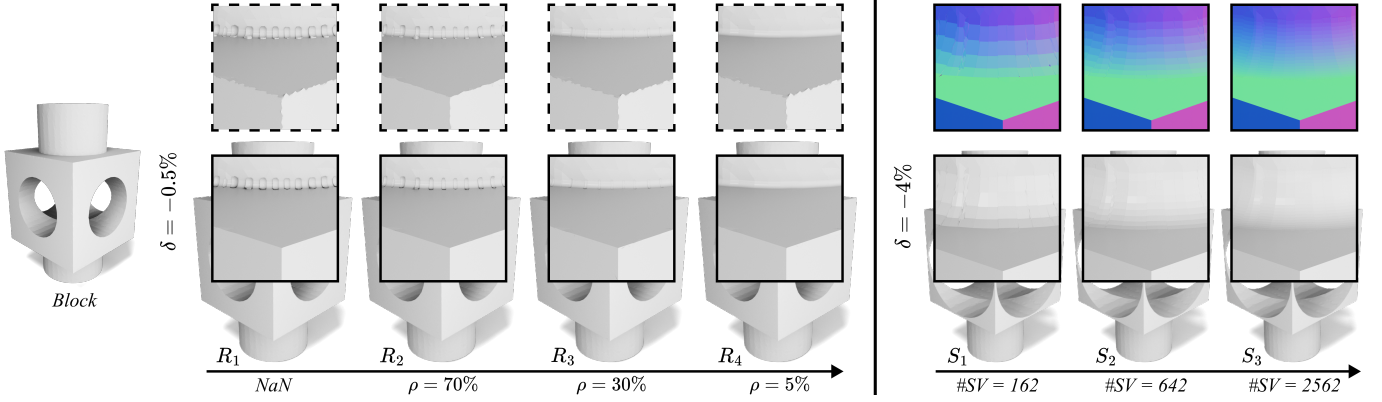 Block
δ = −0.5%
R₁
R₂
R₃
R₄
NaN
ρ = 70%
ρ = 30%
ρ = 5%
δ = −4%
S₁
S₂
S₃
#SV = 162
#SV = 642
#SV = 2562